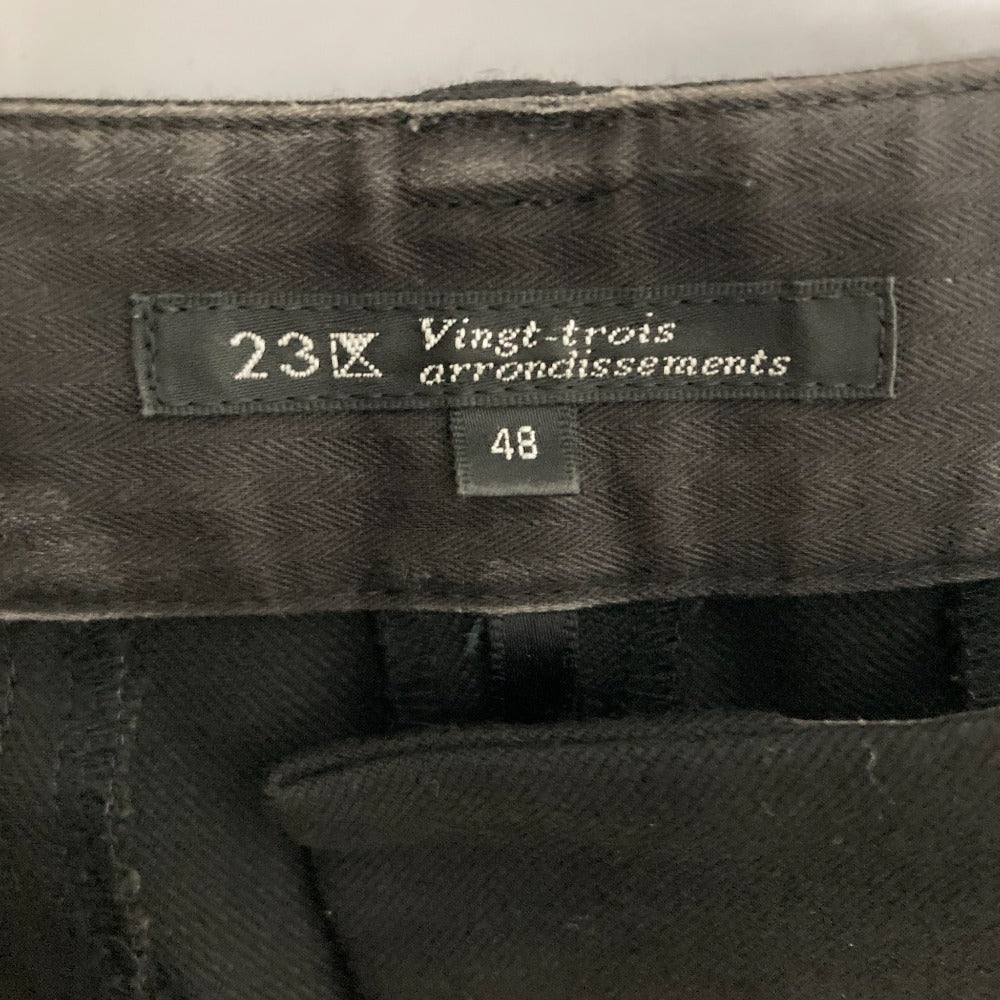 23区
Vingt-trois
arrondissements
48